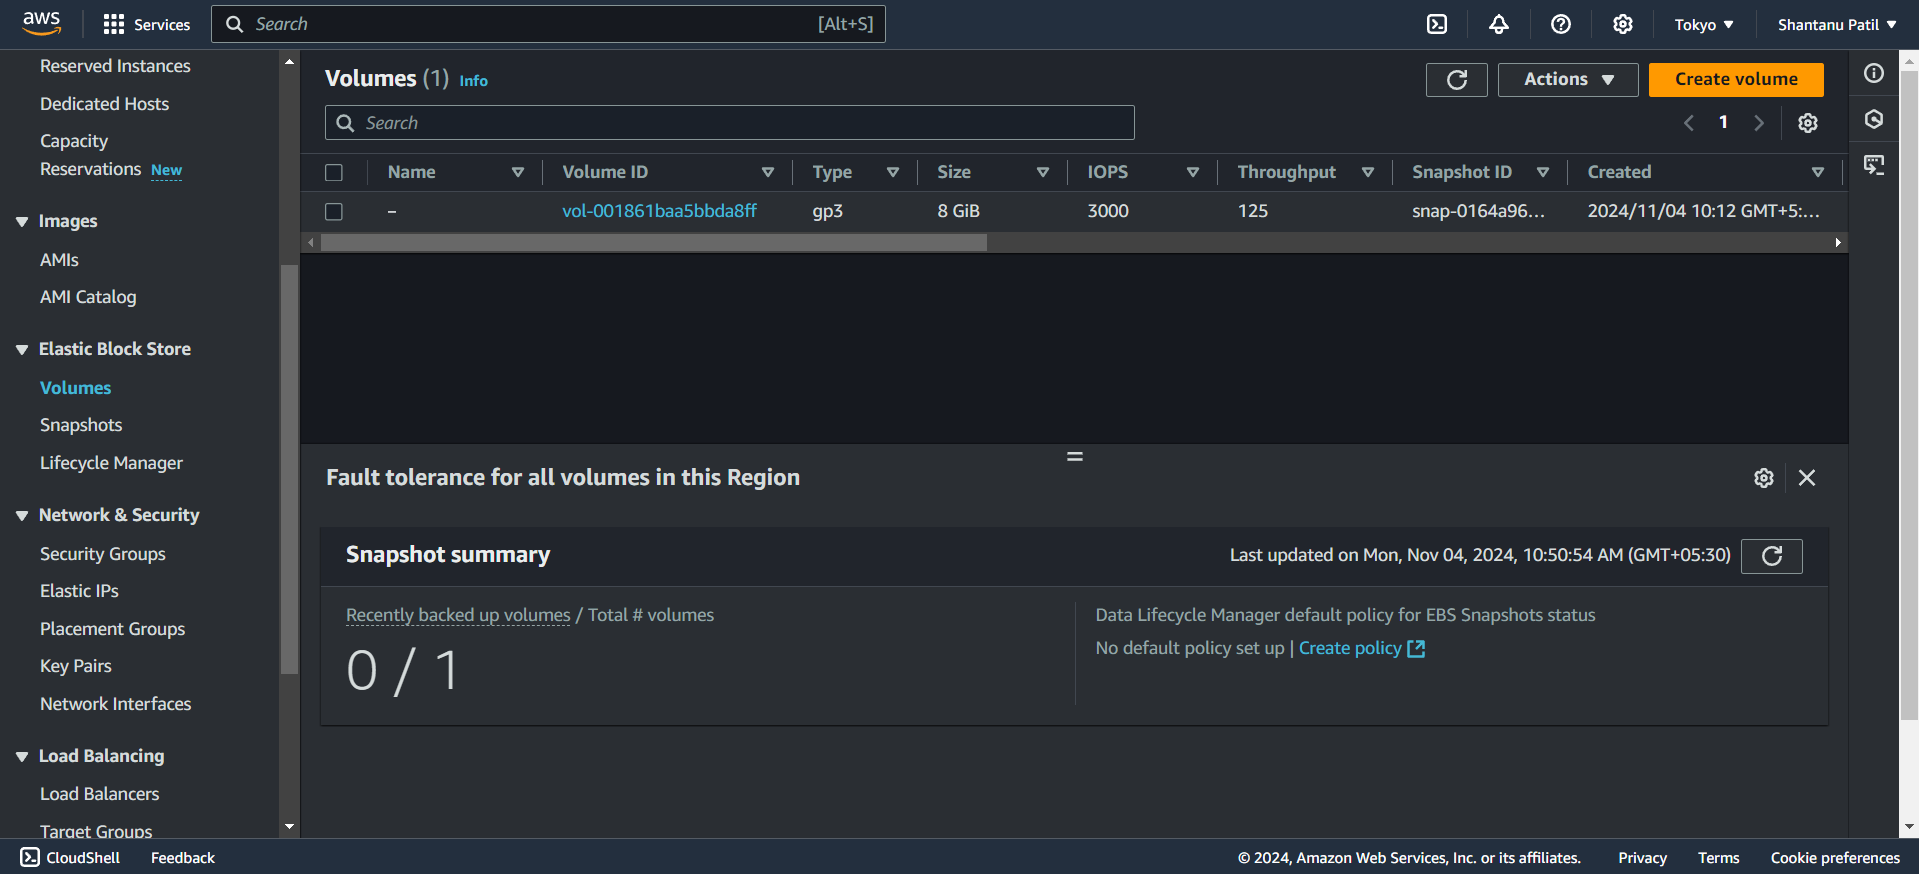 aws Services Search [Alt+S] Tokyo Shantanu Patil
Reserved Instances
Dedicated Hosts
Capacity
Reservations New
Images
AMIs
AMI Catalog
Elastic Block Store
Volumes
Snapshots
Lifecycle Manager
Network & Security
Security Groups
Elastic IPs
Placement Groups
Key Pairs
Network Interfaces
Load Balancing
Load Balancers
Target Groups
Volumes (1) Info
Actions Create volume
Search
1
Name Volume ID Type Size IOPS Throughput Snapshot ID Created
– vol-001861baa5bbda8ff gp3 8 GiB 3000 125 snap-0164a96... 2024/11/04 10:12 GMT+5:...
Fault tolerance for all volumes in this Region
Snapshot summary
Last updated on Mon, Nov 04, 2024, 10:50:54 AM (GMT+05:30)
Recently backed up volumes / Total # volumes
0 / 1
Data Lifecycle Manager default policy for EBS Snapshots status
No default policy set up | Create policy
CloudShell Feedback © 2024, Amazon Web Services, Inc. or its affiliates. Privacy Terms Cookie preferences